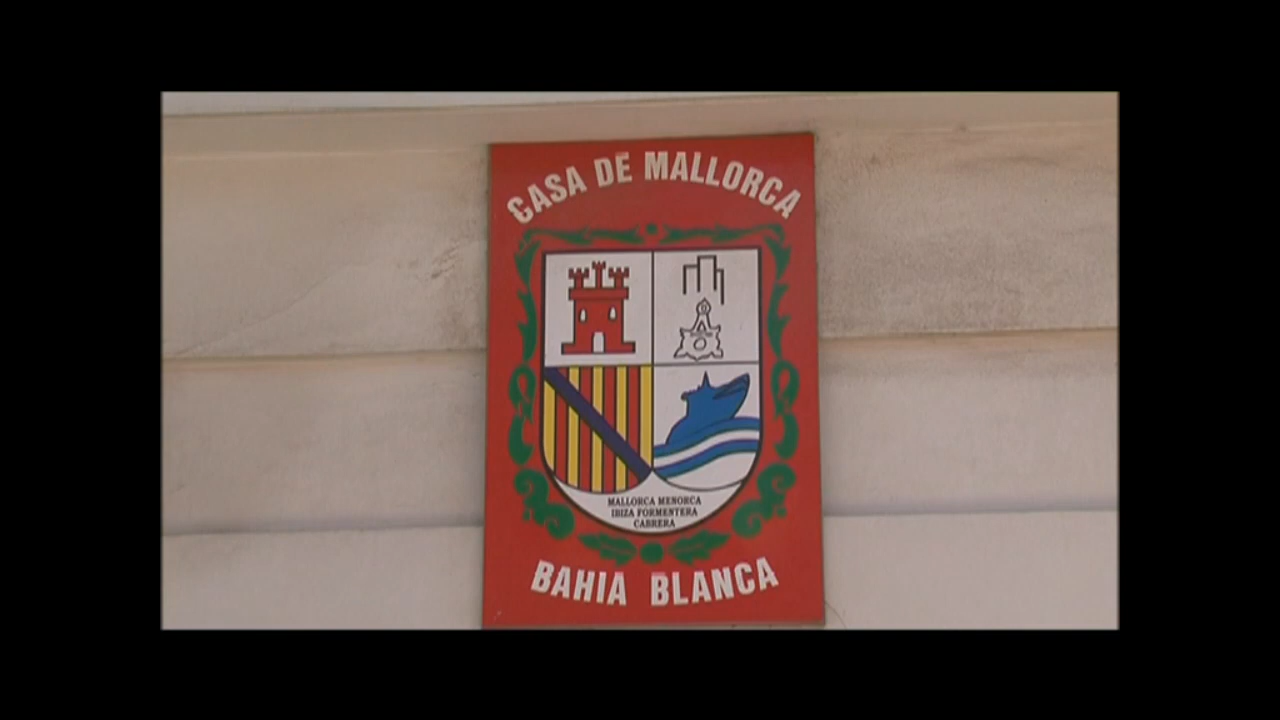 CASA DE MALLORCA
MALLORCA MENORCA
IBIZA FORMENTERA
CABRERA
BAHIA BLANCA